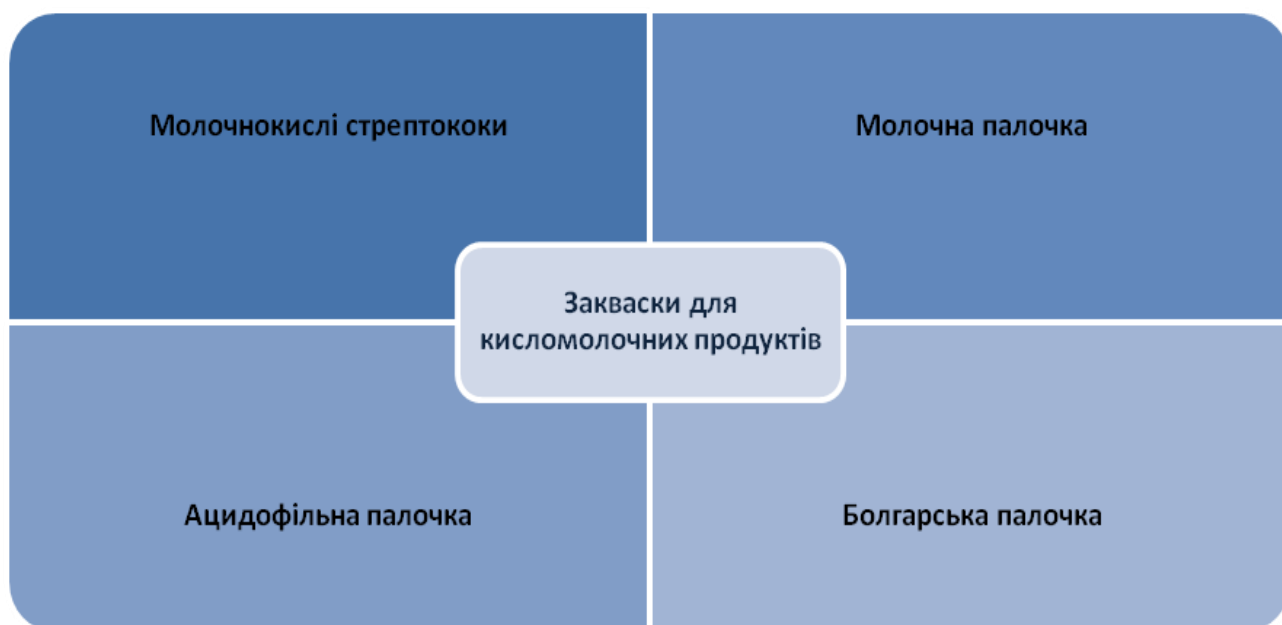 Молочнокислі стрептококи
Молочна палочка
Закваски для
кисломолочних продуктів
Ацидофільна палочка
Болгарська палочка